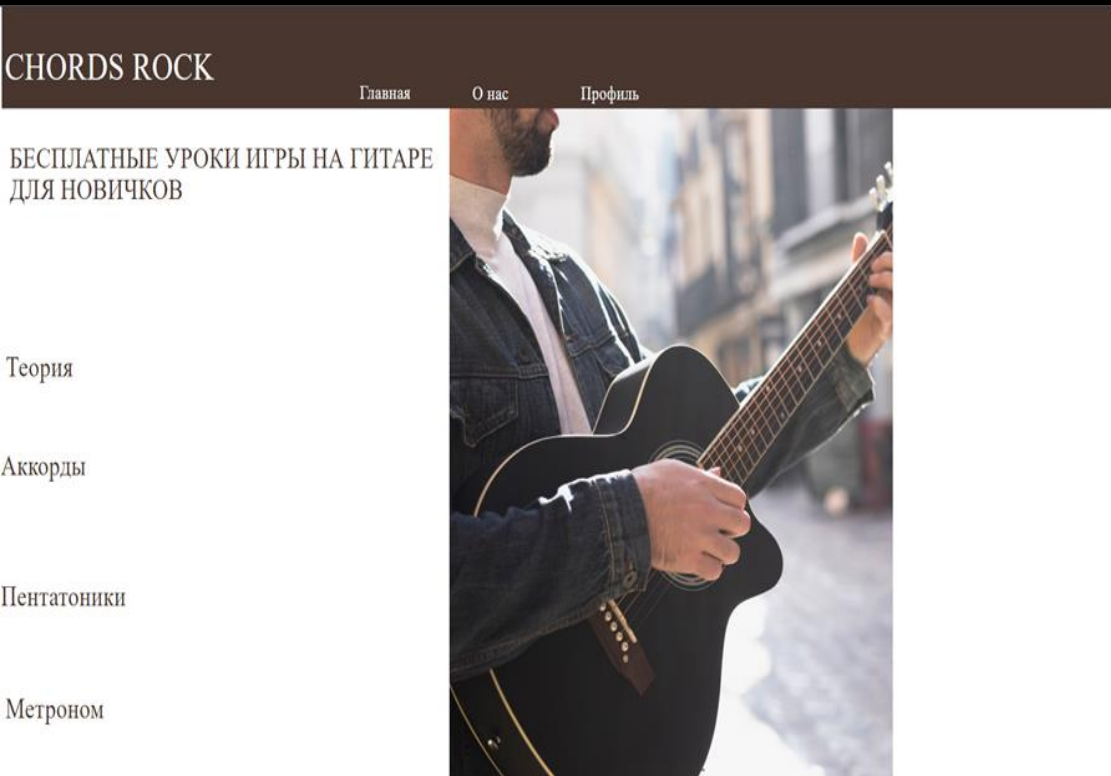 CHORDS ROCK
Главная О нас Профиль
БЕСПЛАТНЫЕ УРОКИ ИГРЫ НА ГИТАРЕ
ДЛЯ НОВИЧКОВ
Теория
Аккорды
Пентатоники
Метроном